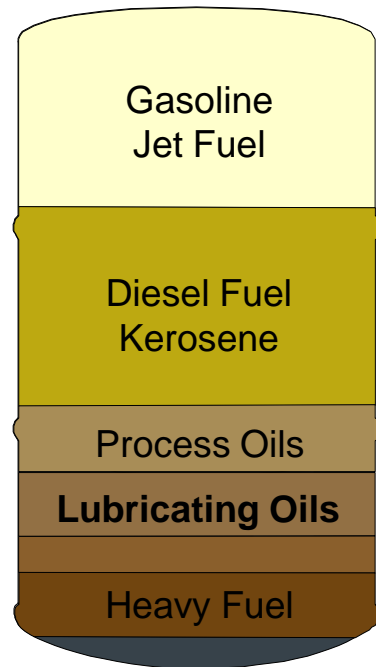 Gasoline
Jet Fuel
Diesel Fuel
Kerosene
Process Oils
Lubricating Oils
Heavy Fuel